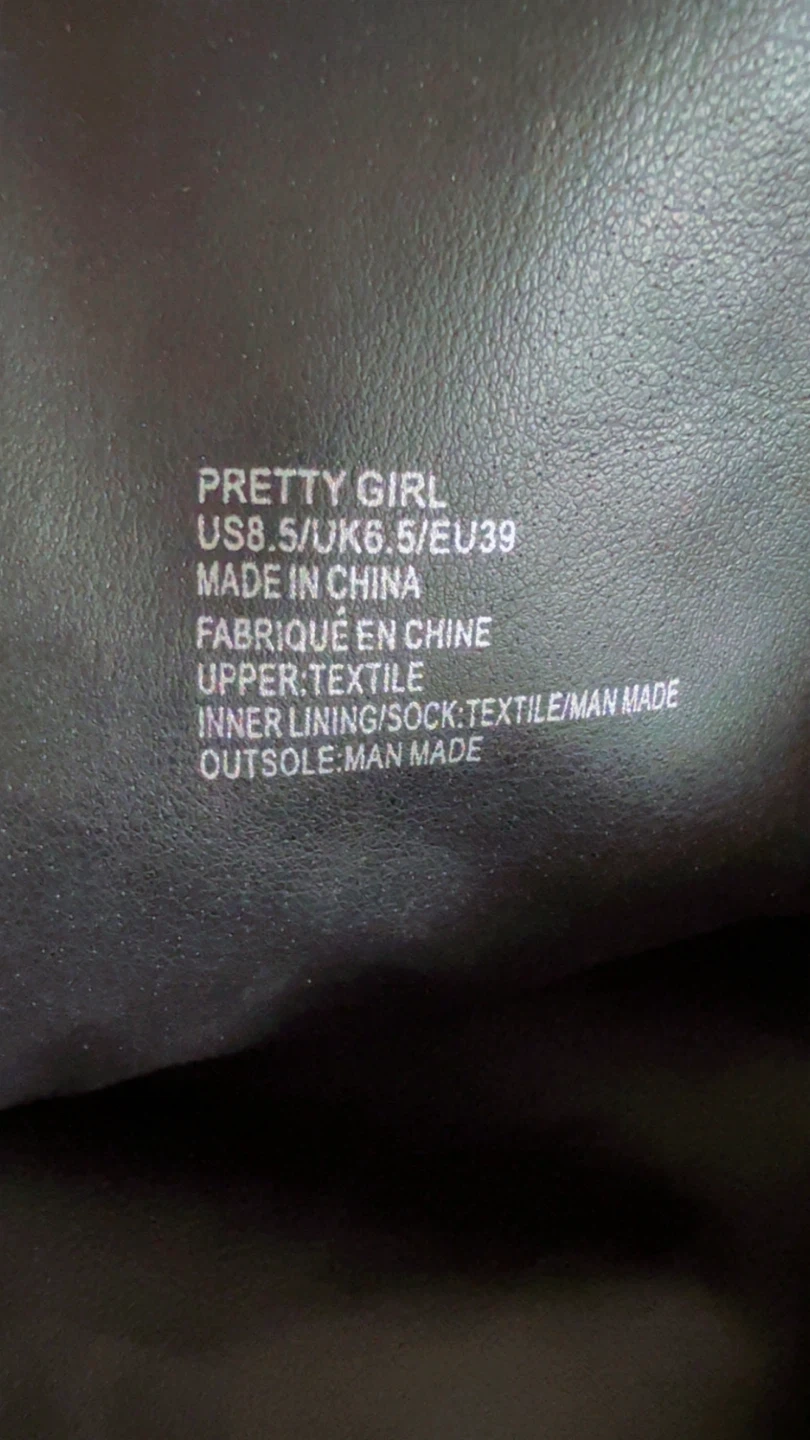 PRETTY GIRL
US8.5/UK6.5/EU39
MADE IN CHINA
FABRIQUÉ EN CHINE
UPPER:TEXTILE
INNER LINING/SOCK:TEXTILE/MAN MADE
OUTSOLE:MAN MADE